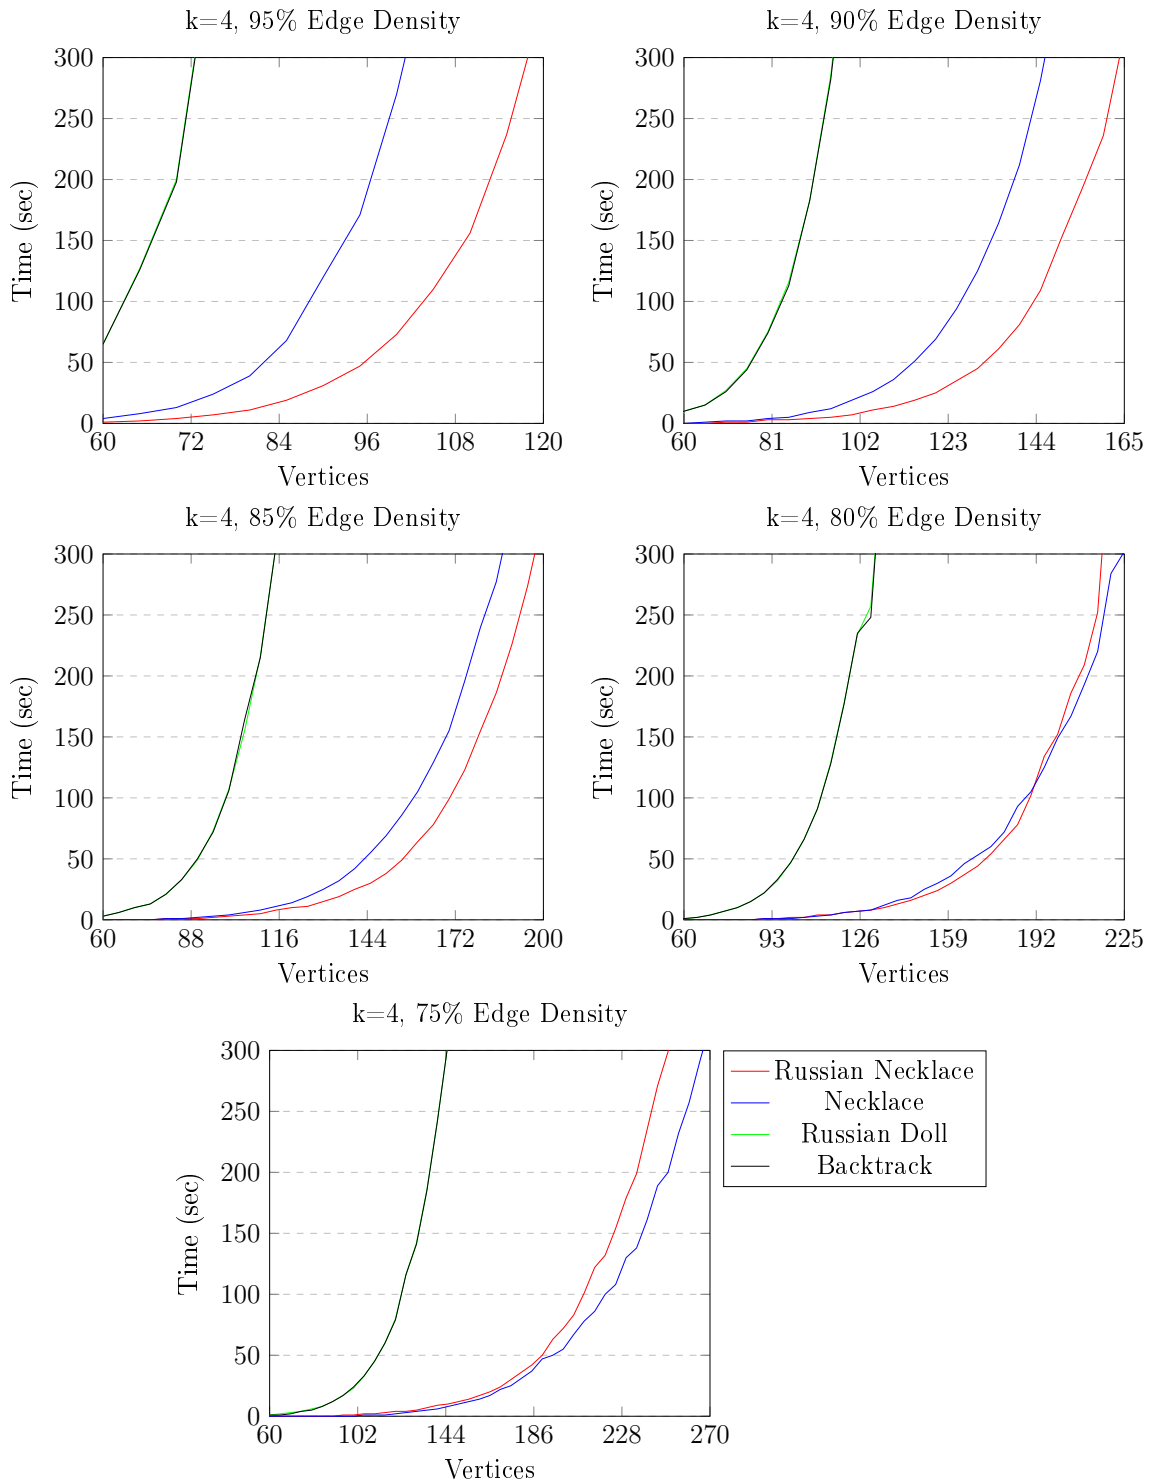 k=4, 95% Edge Density
300
250
200
150
100
50
0
Time (sec)
60 72 84 96 108 120
Vertices
k=4, 90% Edge Density
300
250
200
150
100
50
0
Time (sec)
60 81 102 123 144 165
Vertices
k=4, 85% Edge Density
300
250
200
150
100
50
0
Time (sec)
60 88 116 144 172 200
Vertices
k=4, 80% Edge Density
300
250
200
150
100
50
0
Time (sec)
60 93 126 159 192 225
Vertices
k=4, 75% Edge Density
300
250
200
150
100
50
0
Time (sec)
60 102 144 186 228 270
Vertices
Russian Necklace
Necklace
Russian Doll
Backtrack